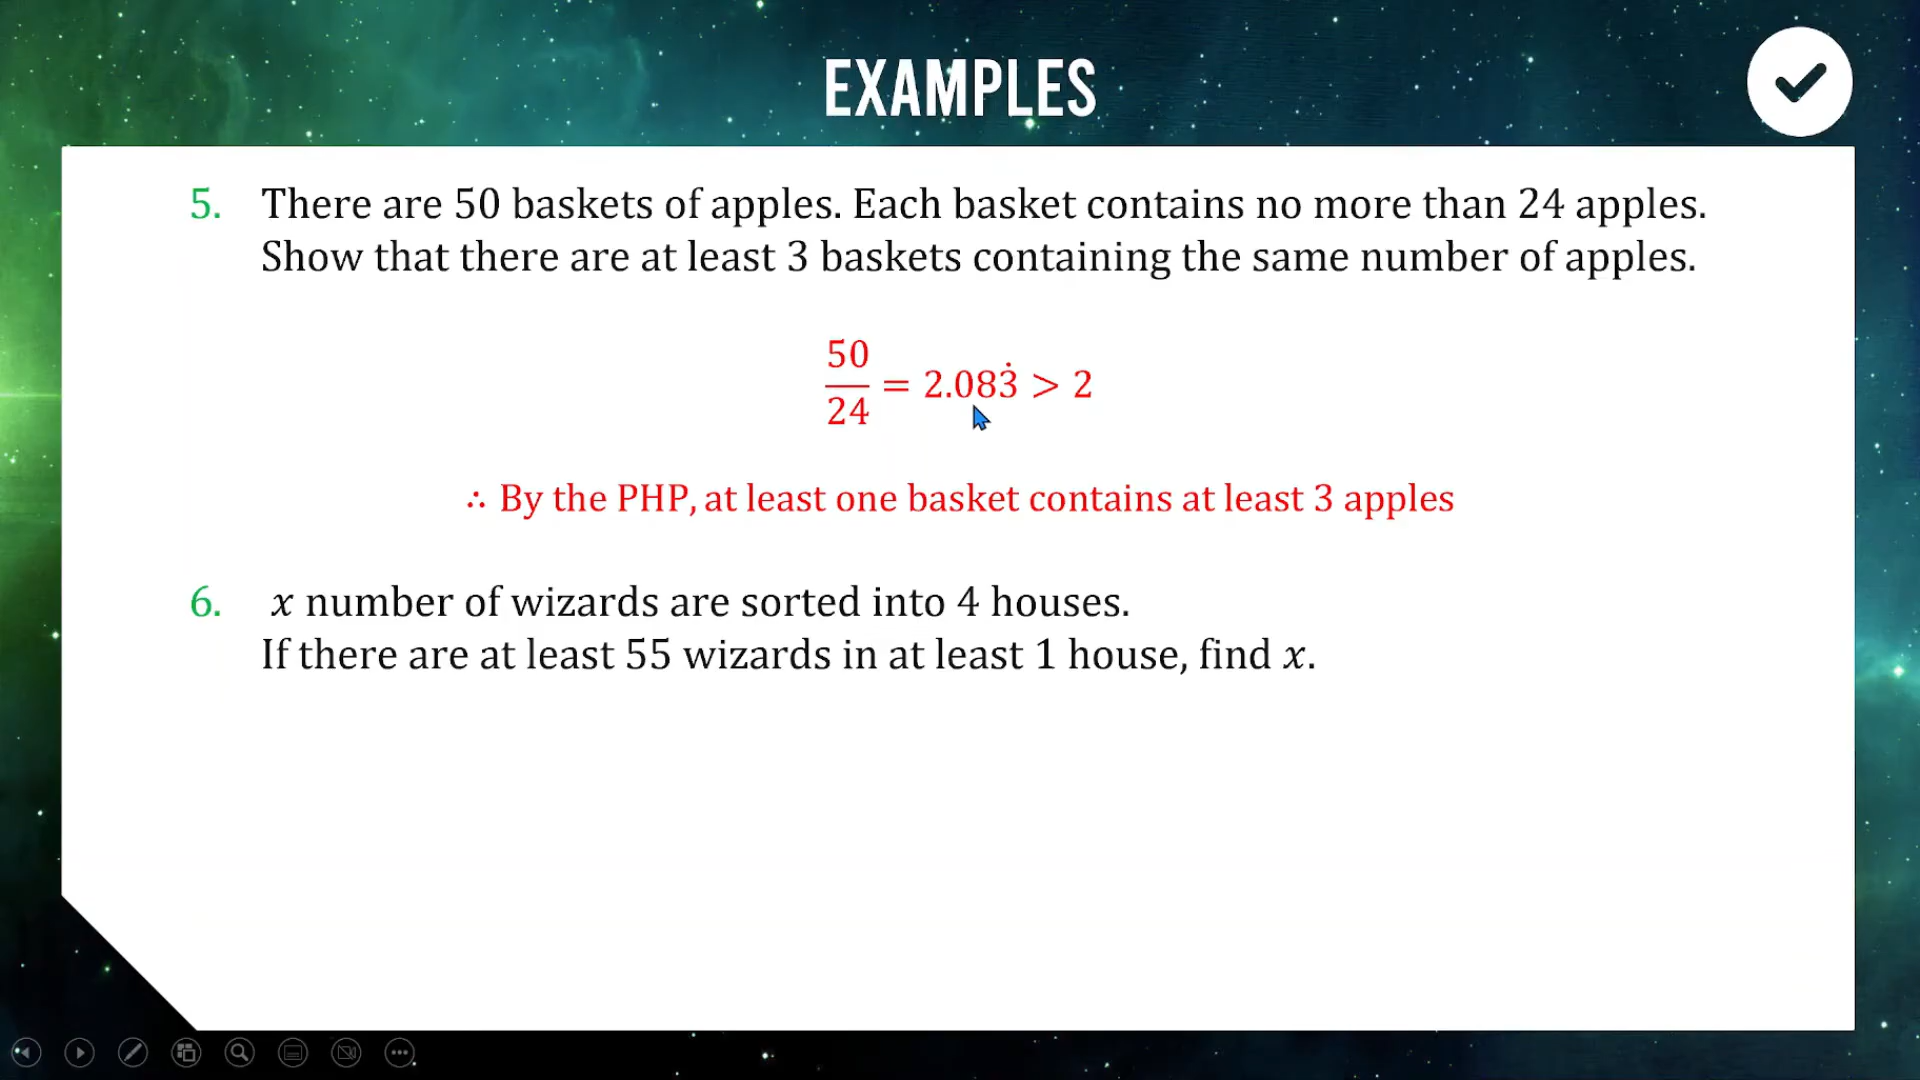 EXAMPLES
5. There are 50 baskets of apples. Each basket contains no more than 24 apples.
Show that there are at least 3 baskets containing the same number of apples.
50/24 = 2.083̇ > 2
∴ By the PHP, at least one basket contains at least 3 apples
6. x number of wizards are sorted into 4 houses.
If there are at least 55 wizards in at least 1 house, find x.